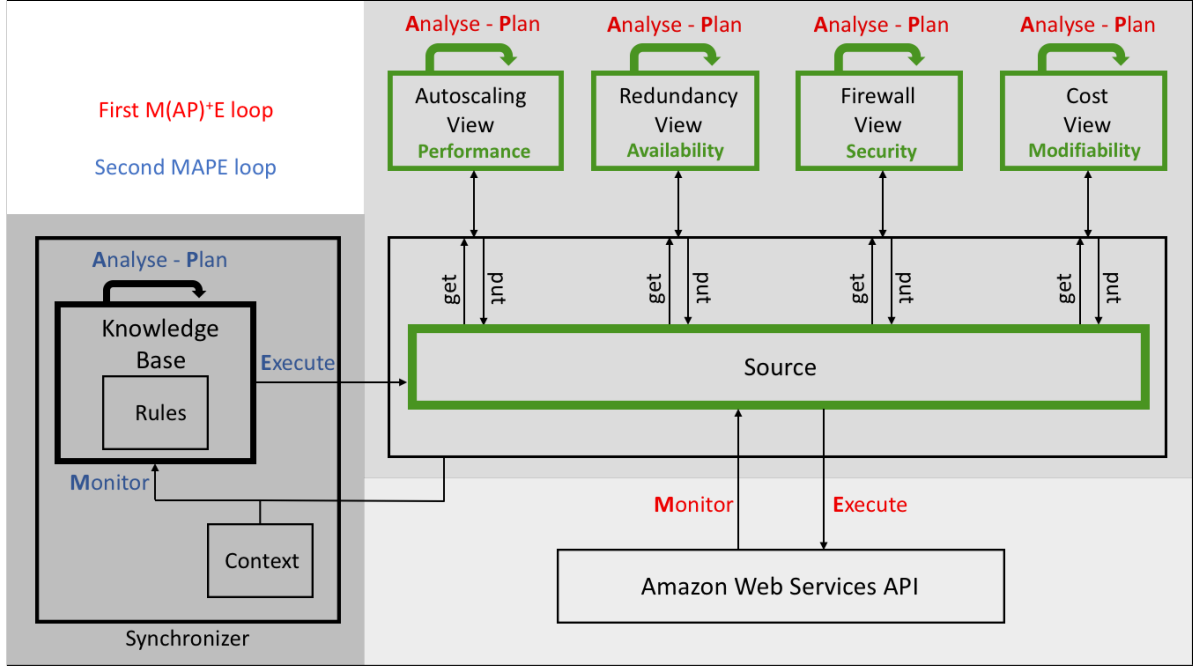 Analyse - Plan
Analyse - Plan
Analyse - Plan
Analyse - Plan
Autoscaling
View
Performance
Redundancy
View
Availability
Firewall
View
Security
Cost
View
Modifiability
First M(AP)⁺E loop
Second MAPE loop
get
put
get
put
get
put
get
put
Analyse - Plan
Knowledge
Base
Rules
Execute
Source
Monitor
Context
Synchronizer
Monitor
Execute
Amazon Web Services API